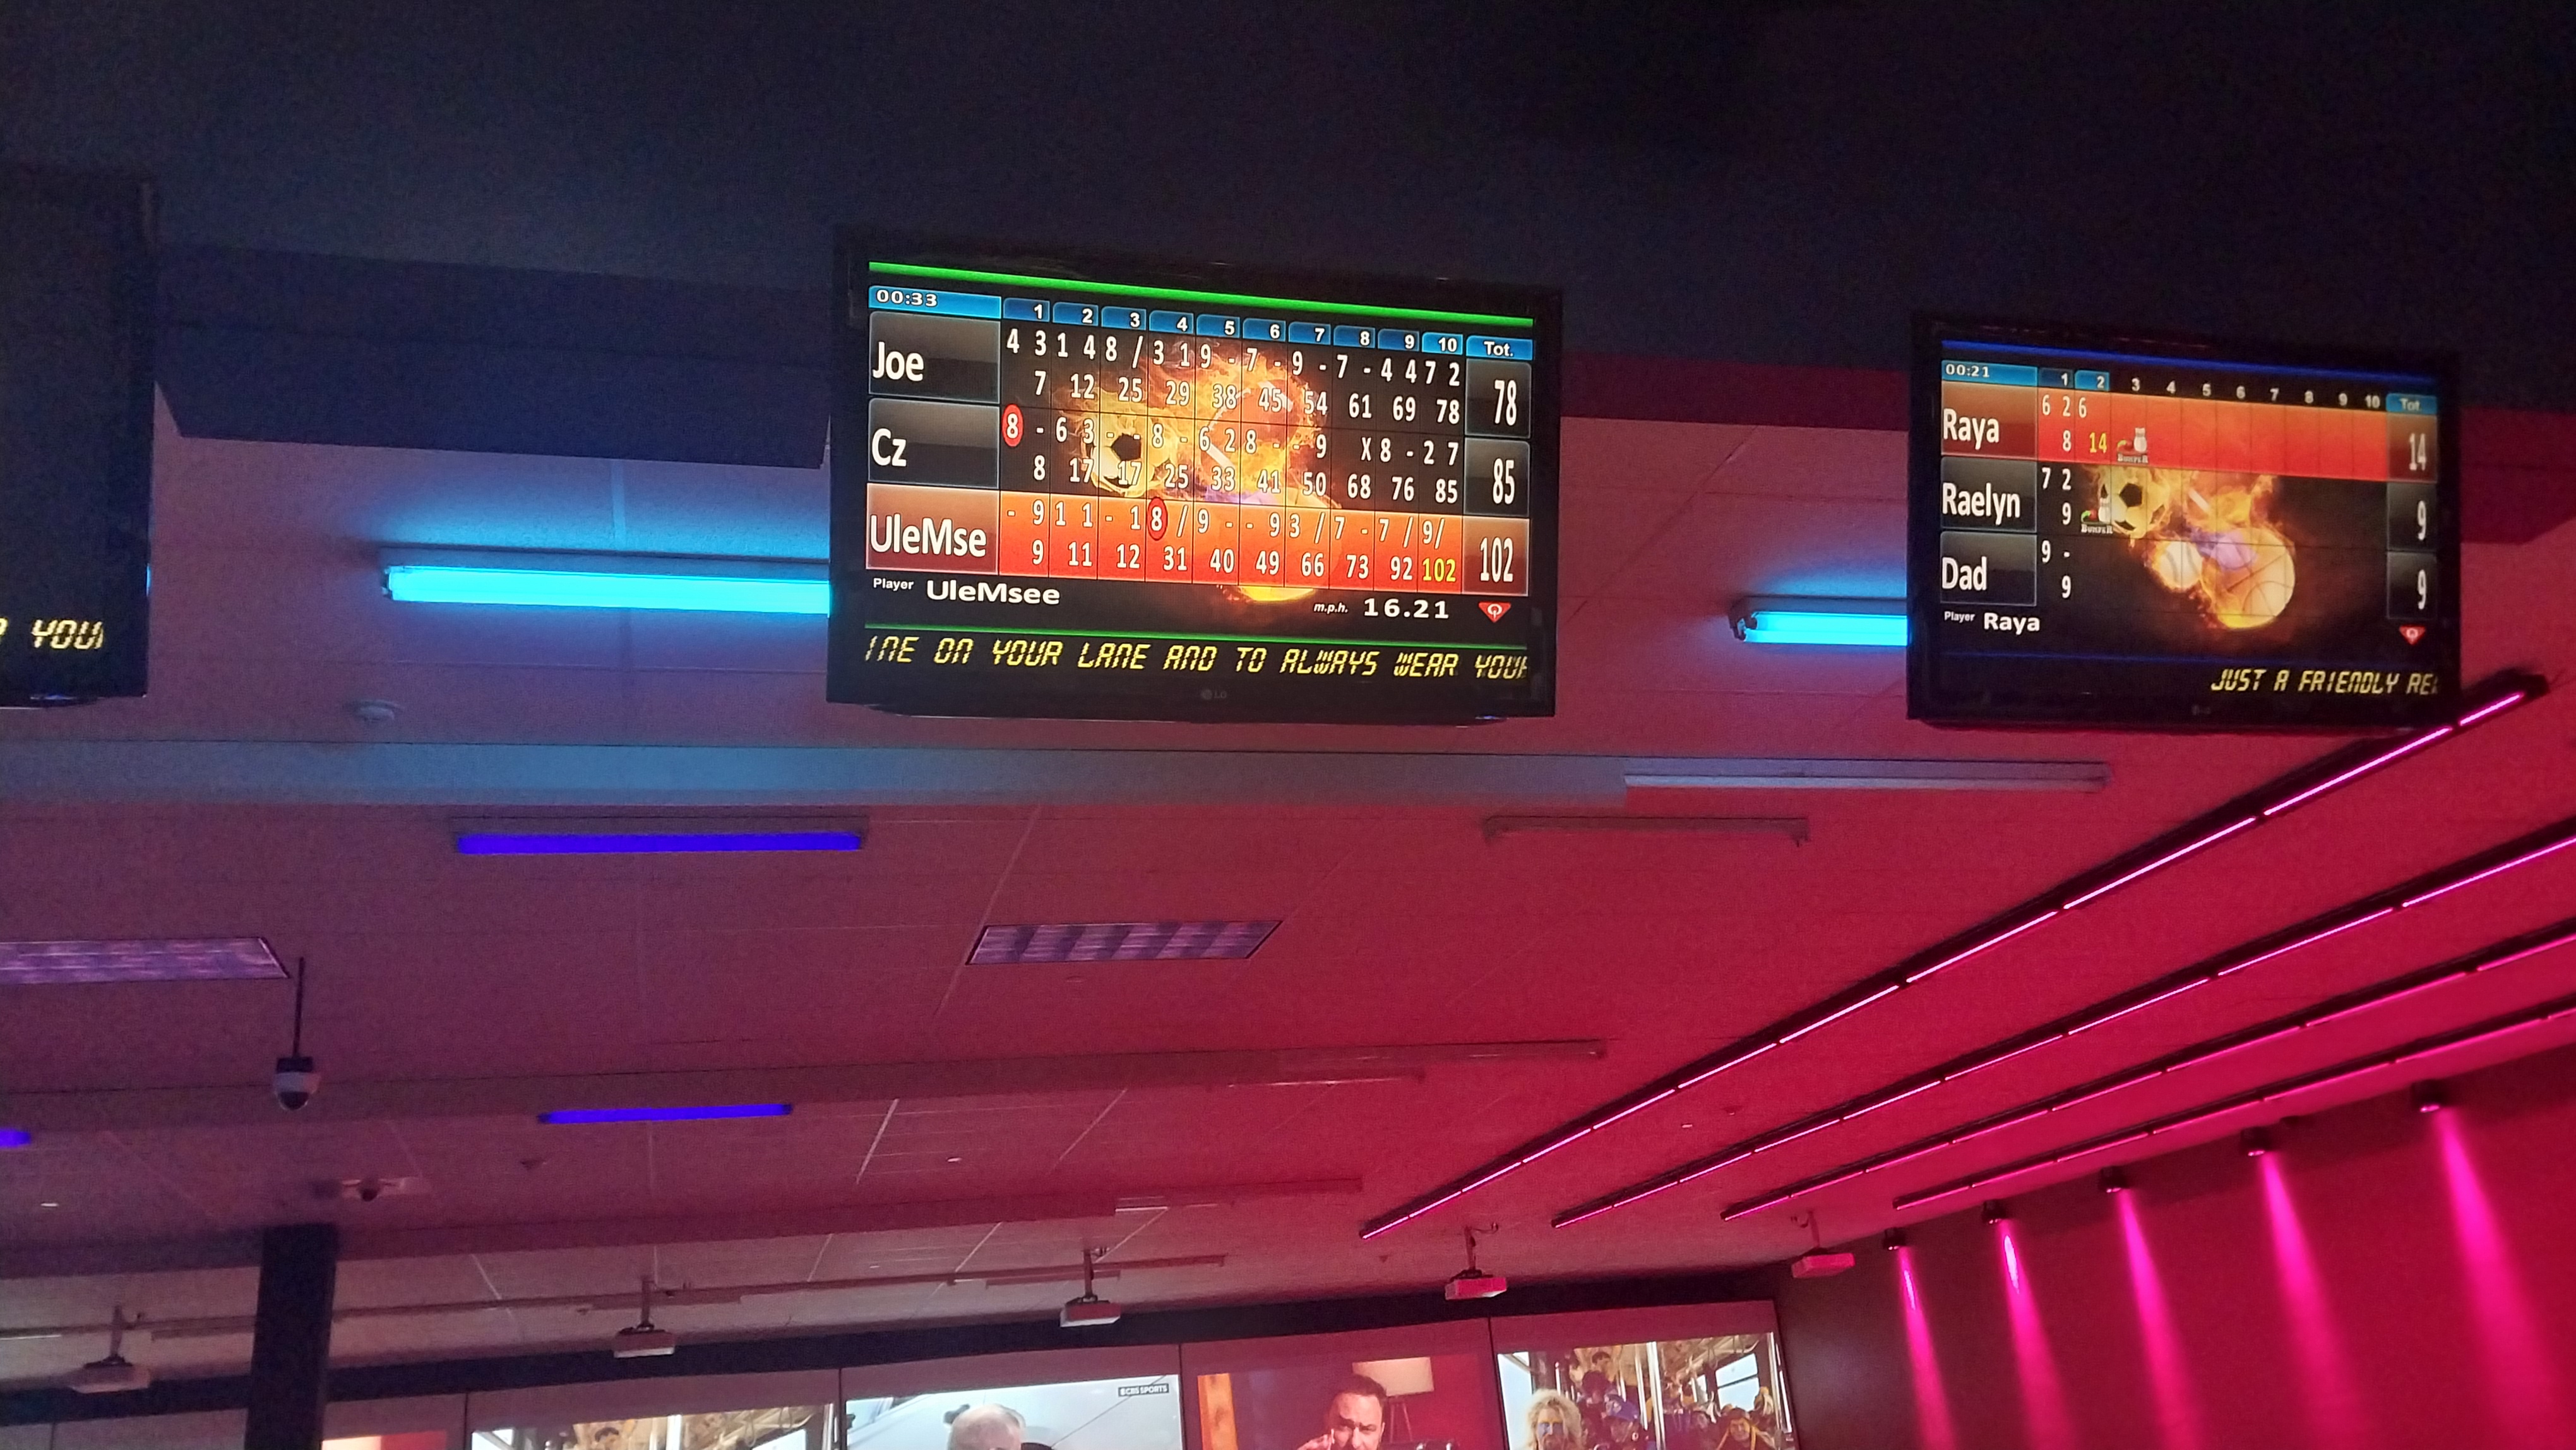 YOU
00:33 1 2 3 4 5 6 7 8 9 10 Tot.
Joe 4 3 1 4 8 / 3 1 9 - 7 - 9 - 7 - 4 4 7 2
7 12 25 29 38 45 54 61 69 78 78
Cz 8 - 6 3 - - 8 - 6 2 8 - - 9 X 8 - 2 7
8 17 17 25 33 41 50 68 76 85 85
UleMse - 9 1 1 - 1 8 / 9 - - 9 3 / 7 - 7 / 9/
9 11 12 31 40 49 66 73 92 102 102
Player UleMsee m.p.h. 16.21
INE ON YOUR LANE AND TO ALWAYS WEAR YOUR
LG
00:21 1 2 3 4 5 6 7 8 9 10 Tot.
Raya 6 2 6
8 14 BUMPER 14
Raelyn 7 2
9 BUMPER 9
Dad 9 -
9 9
Player Raya
JUST A FRIENDLY RE
CBS SPORTS